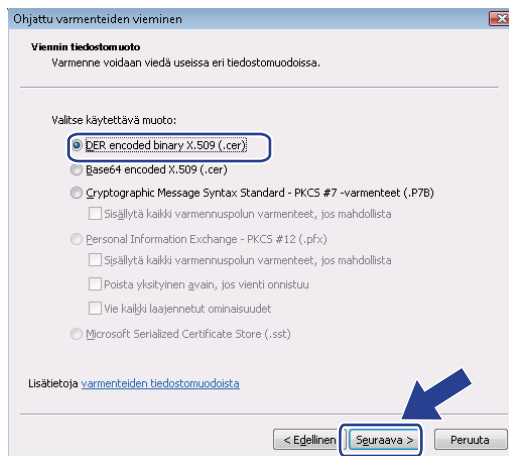 Ohjattu varmenteiden vieminen
Viennin tiedostomuoto
Varmenne voidaan viedä useissa eri tiedostomuodoissa.
Valitse käytettävä muoto:
DER encoded binary X.509 (.cer)
Base64 encoded X.509 (.cer)
Cryptographic Message Syntax Standard - PKCS #7 -varmenteet (.P7B)
Sisällytä kaikki varmennuspolun varmenteet, jos mahdollista
Personal Information Exchange - PKCS #12 (.pfx)
Sisällytä kaikki varmennuspolun varmenteet, jos mahdollista
Poista yksityinen avain, jos vienti onnistuu
Vie kaikki laajennetut ominaisuudet
Microsoft Serialized Certificate Store (.sst)
Lisätietoja varmenteiden tiedostomuodoista
< Edellinen Seuraava > Peruuta